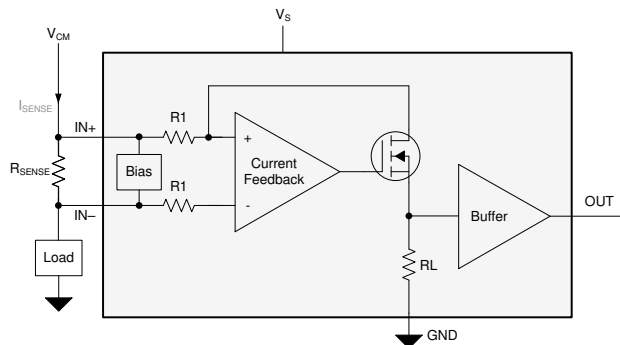 VS
VCM
ISENSE
IN+
R1
+
Current
Feedback
RSENSE
Bias
R1
-
IN–
Buffer
OUT
Load
RL
GND